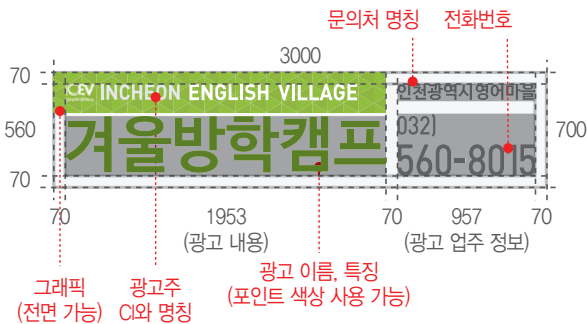 문의처 명칭 전화번호
3000
70
ICEV INCHEON ENGLISH VILLAGE
인천광역시영어마을
560
겨울방학캠프
032)
560-8015
700
70
70 1953 70 957 70
(광고 내용) (광고 업주 정보)
그래픽
(전면 가능)
광고주
CI와 명칭
광고 이름, 특징
(포인트 색상 사용 가능)